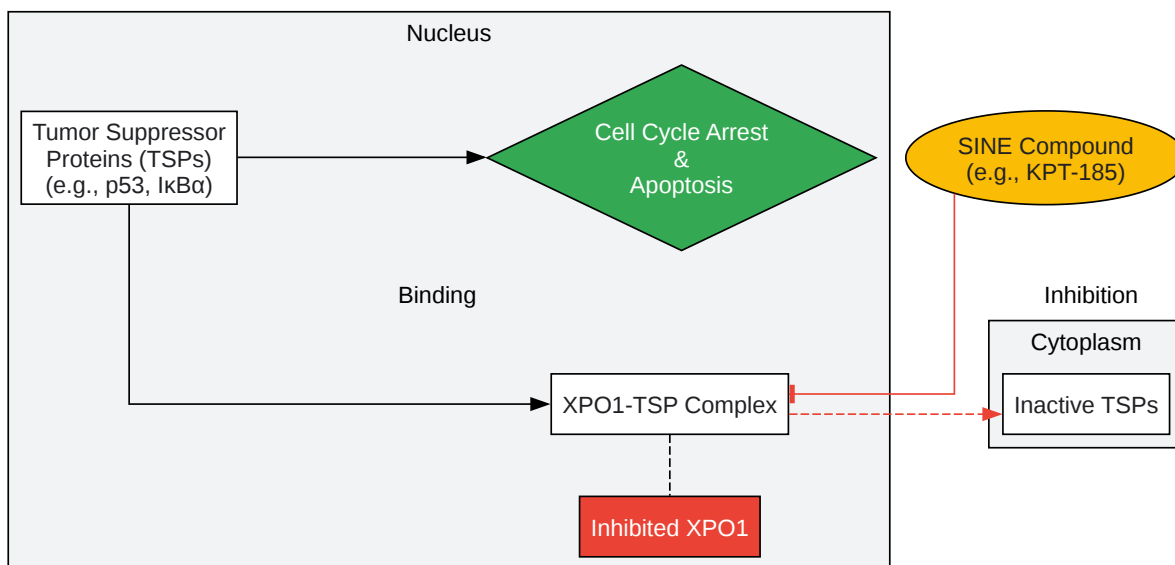 Nucleus
Tumor Suppressor
Proteins (TSPs)
(e.g., p53, IκBα)
Cell Cycle Arrest
&
Apoptosis
SINE Compound
(e.g., KPT-185)
Binding
Inhibition
Cytoplasm
XPO1-TSP Complex
Inactive TSPs
Inhibited XPO1